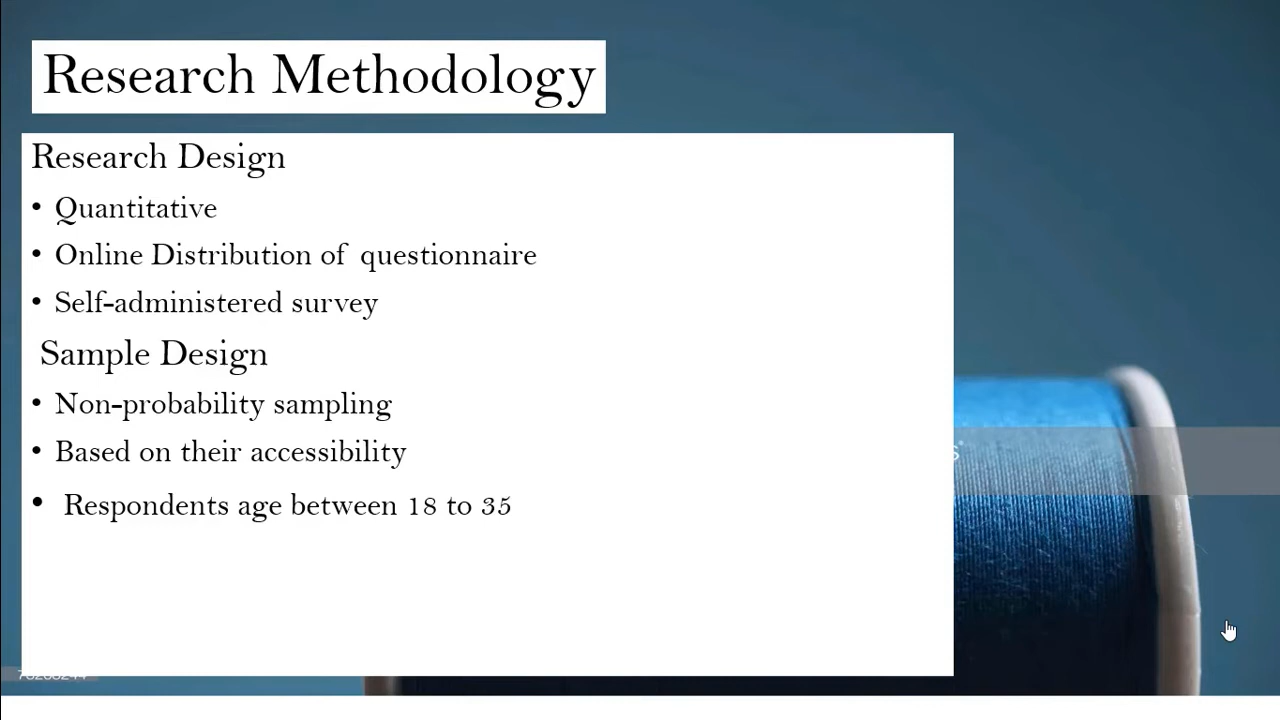 Research Methodology
Research Design
• Quantitative
• Online Distribution of questionnaire
• Self-administered survey
Sample Design
• Non-probability sampling
• Based on their accessibility
• Respondents age between 18 to 35